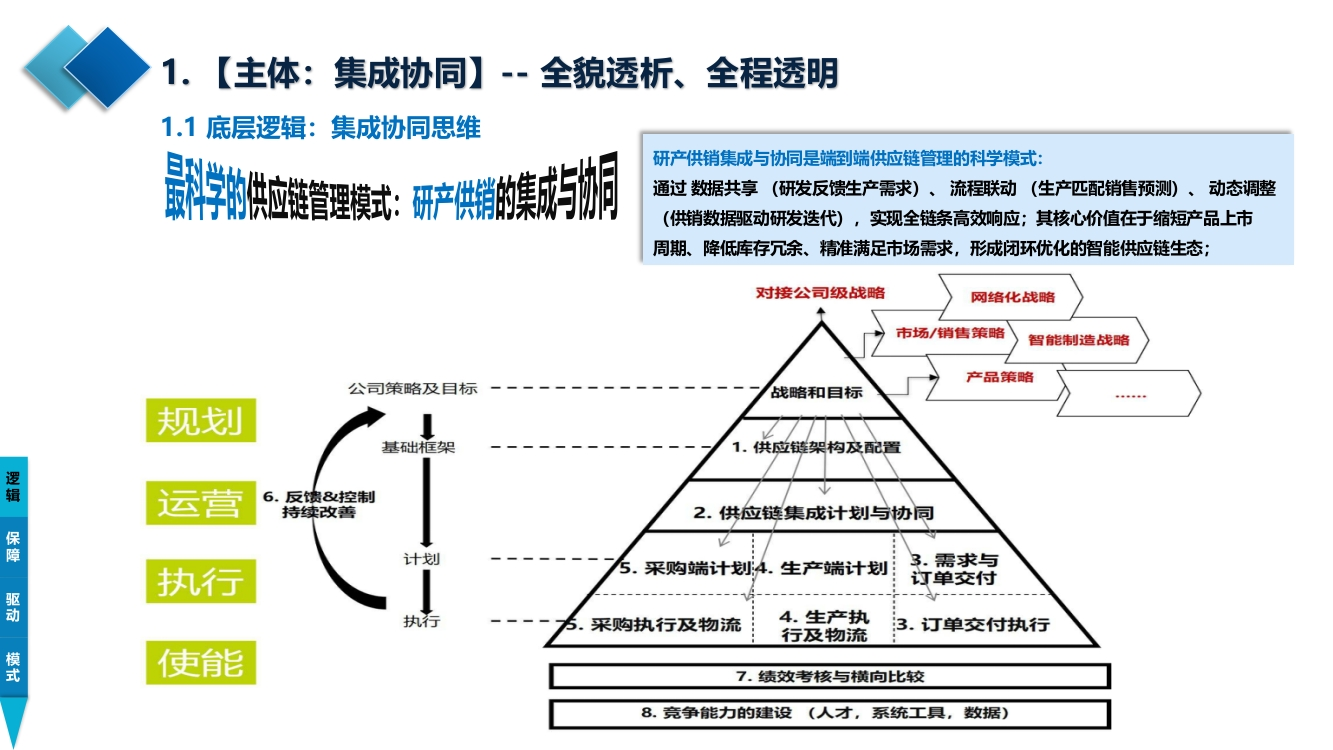 1. 【主体：集成协同】-- 全貌透析、全程透明
1.1 底层逻辑：集成协同思维
最科学的供应链管理模式：研产供销的集成与协同
研产供销集成与协同是端到端供应链管理的科学模式：
通过 数据共享 （研发反馈生产需求）、 流程联动 （生产匹配销售预测）、 动态调整
（供销数据驱动研发迭代），实现全链条高效响应；其核心价值在于缩短产品上市
周期、降低库存冗余、精准满足市场需求，形成闭环优化的智能供应链生态；
对接公司级战略
网络化战略
市场/销售策略
智能制造战略
产品策略
……
规划
运营
执行
使能
公司策略及目标
基础框架
6. 反馈&控制
持续改善
计划
执行
战略和目标
1. 供应链架构及配置
2. 供应链集成计划与协同
5. 采购端计划
4. 生产端计划
3. 需求与
订单交付
5. 采购执行及物流
4. 生产执
行及物流
3. 订单交付执行
7. 绩效考核与横向比较
8. 竞争能力的建设 （人才，系统工具，数据）
逻
辑
保
障
驱
动
模
式